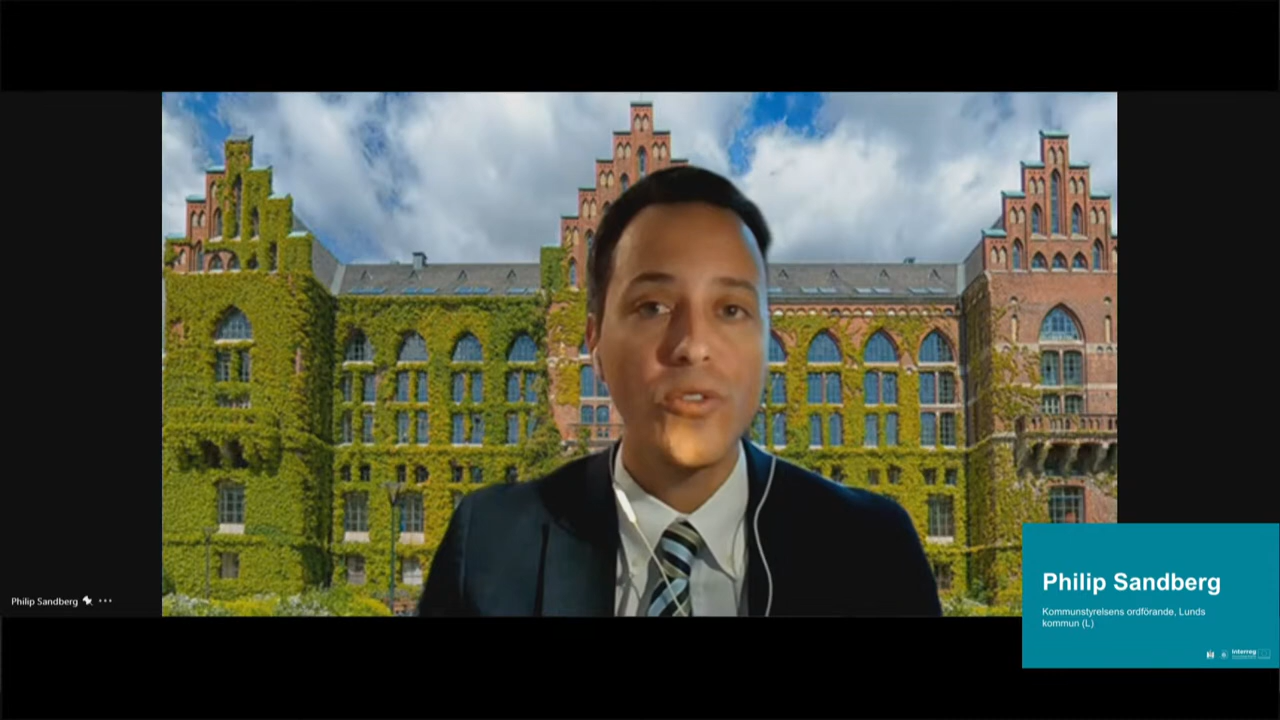 Philip Sandberg
Philip Sandberg
Kommunstyrelsens ordförande, Lunds
kommun (L)
Interreg